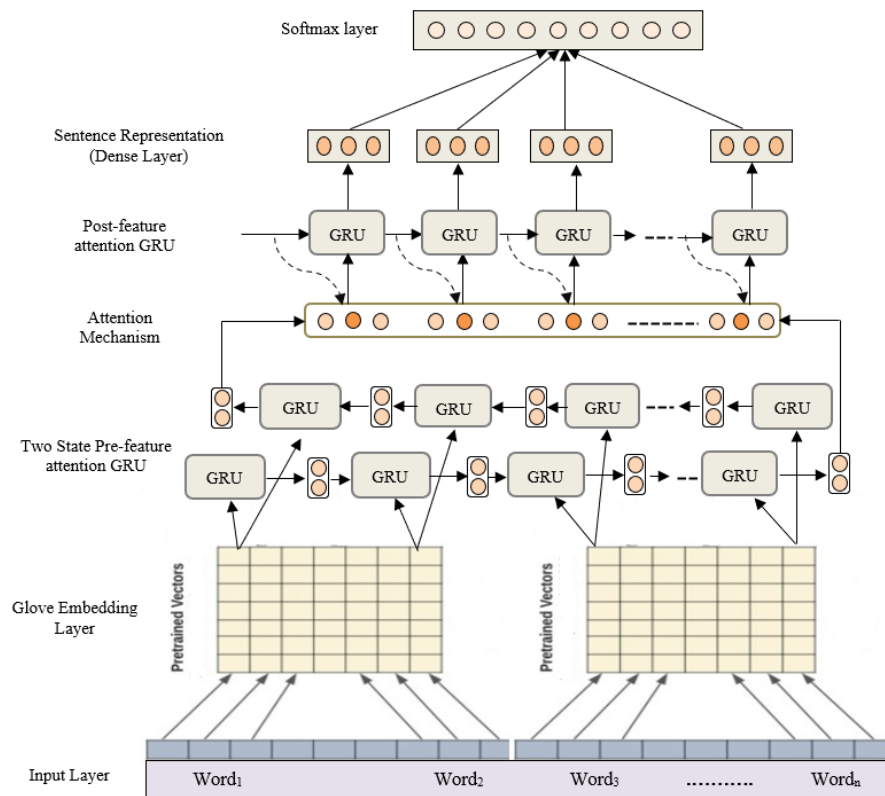 Softmax layer
Sentence Representation
(Dense Layer)
Post-feature
attention GRU
GRU GRU GRU GRU
Attention
Mechanism
GRU GRU GRU GRU
Two State Pre-feature
attention GRU
GRU GRU GRU GRU
Glove Embedding
Layer
Pretrained Vectors
Pretrained Vectors
Input Layer
Word₁ Word₂ Word₃ ........... Wordₙ